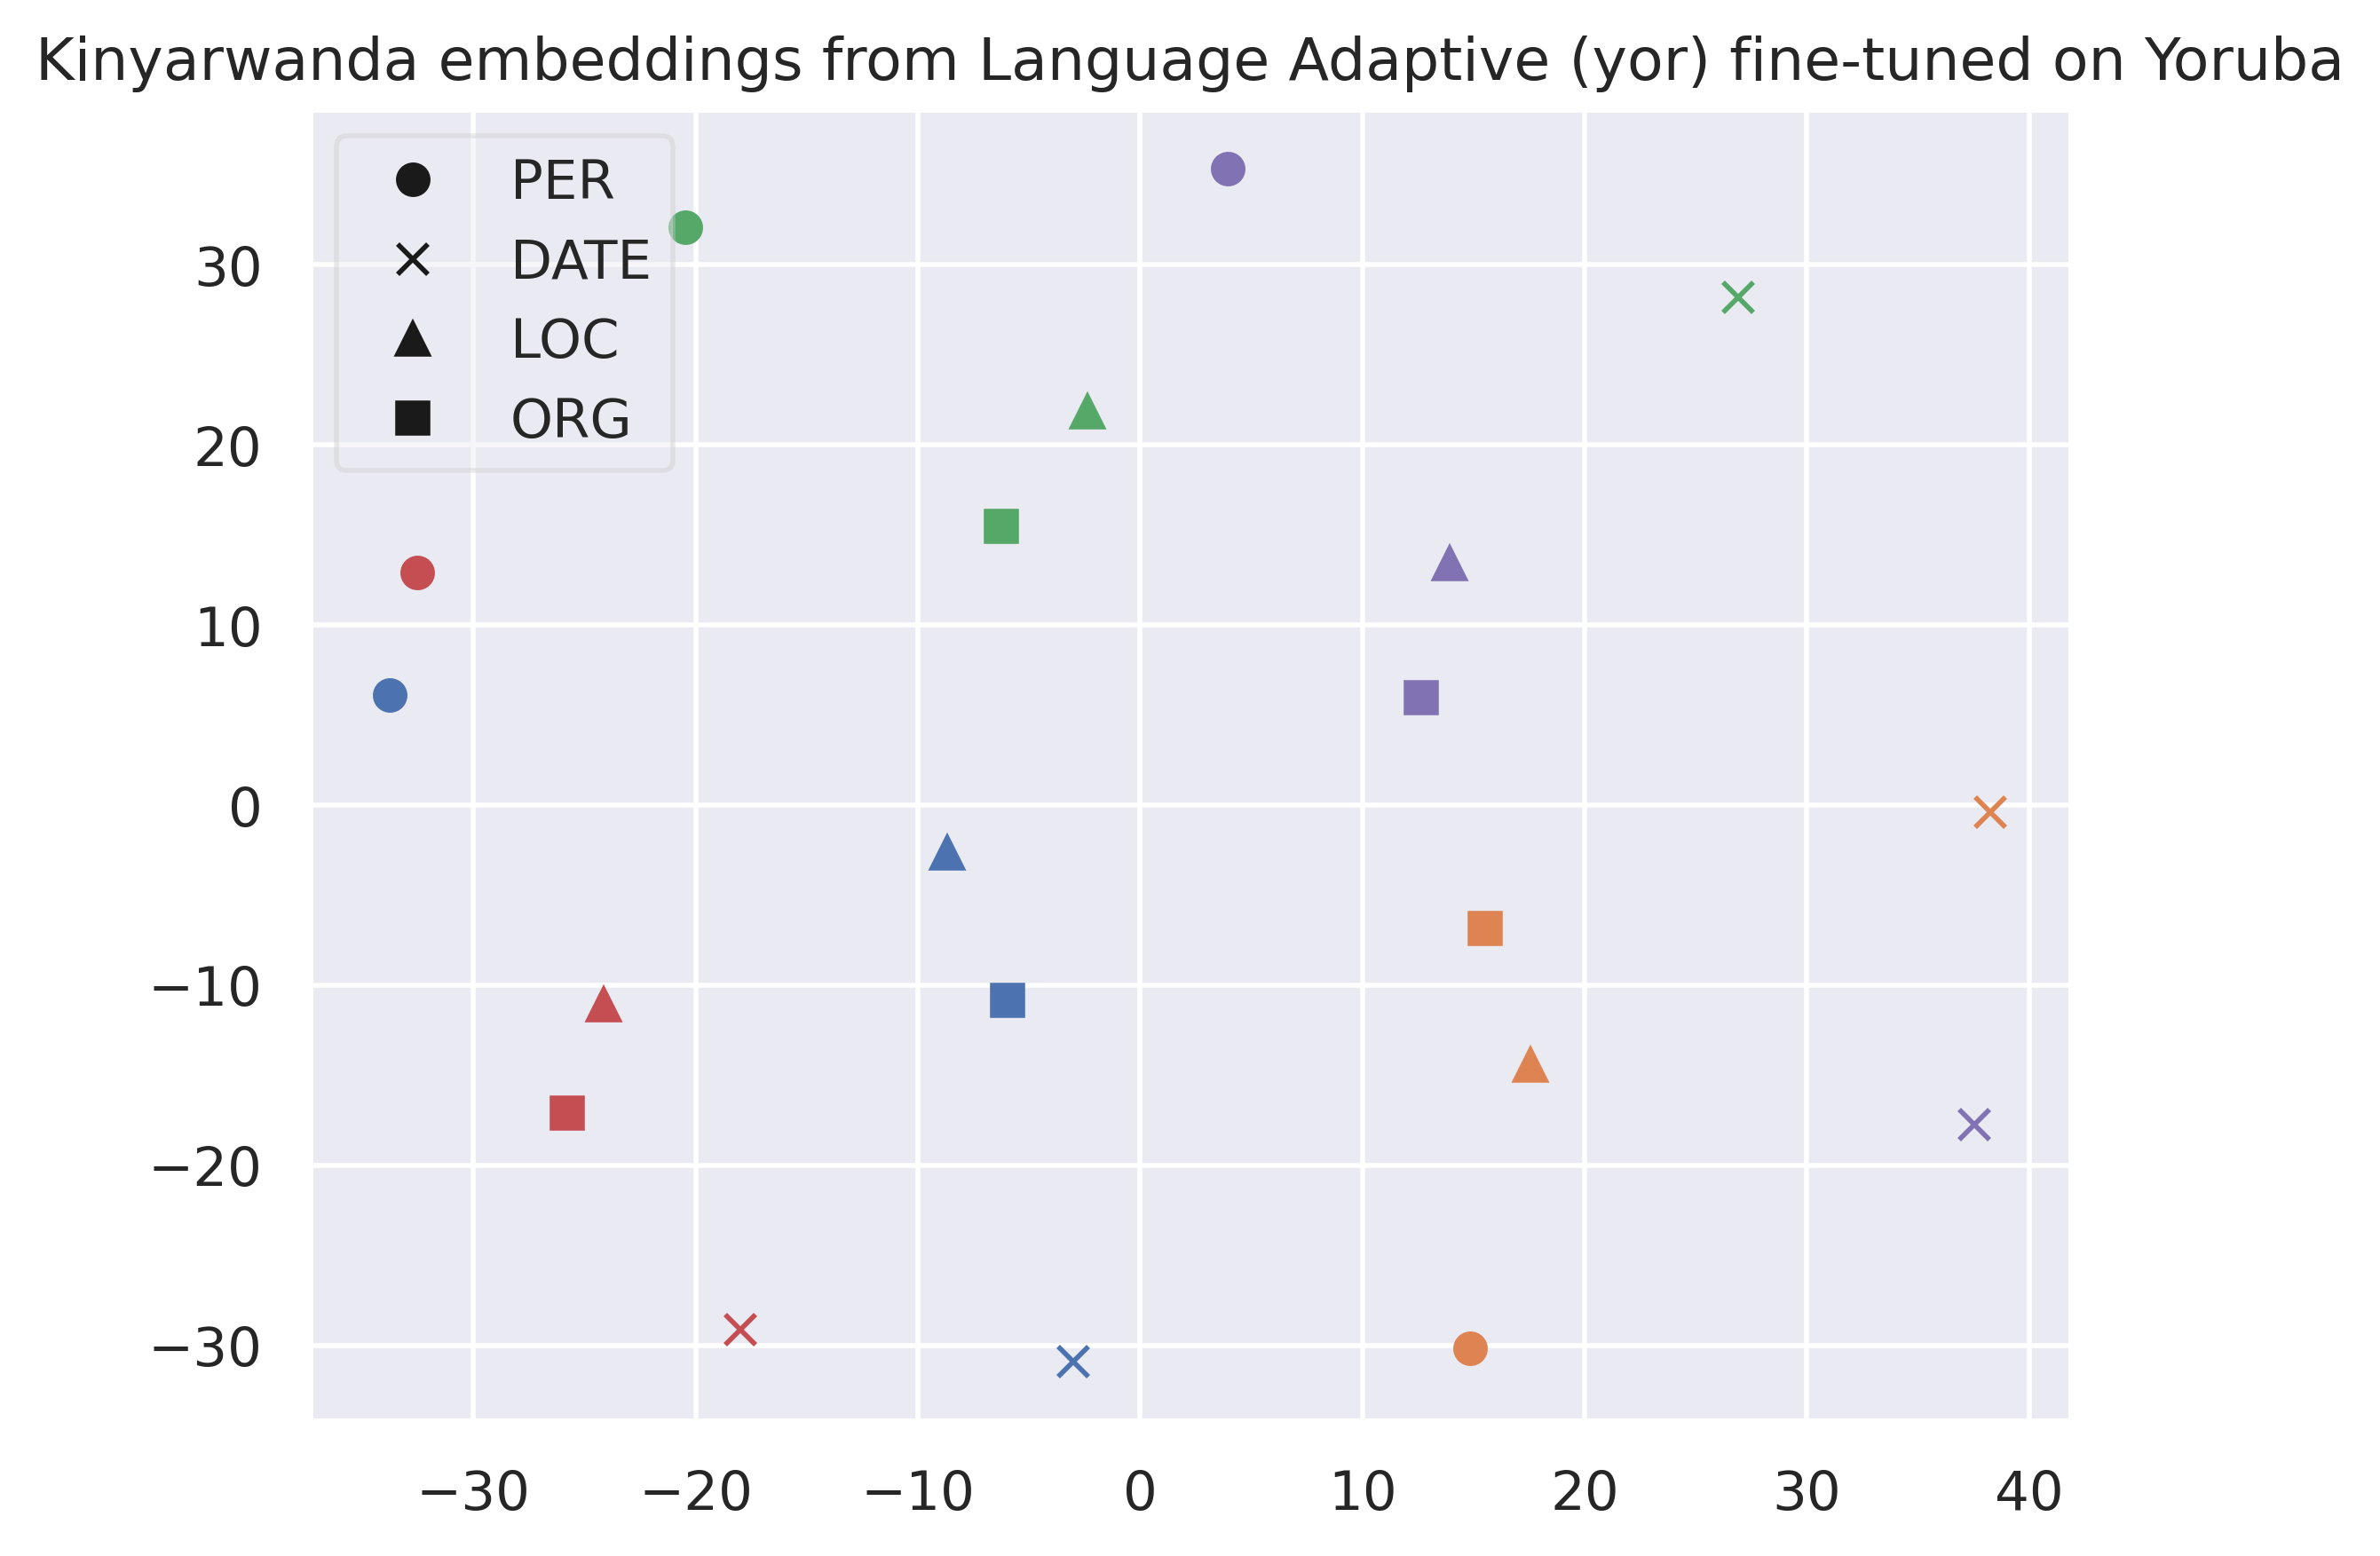 Kinyarwanda embeddings from Language Adaptive (yor) fine-tuned on Yoruba
PER
DATE
LOC
ORG
30
20
10
0
−10
−20
−30
−30 −20 −10 0 10 20 30 40